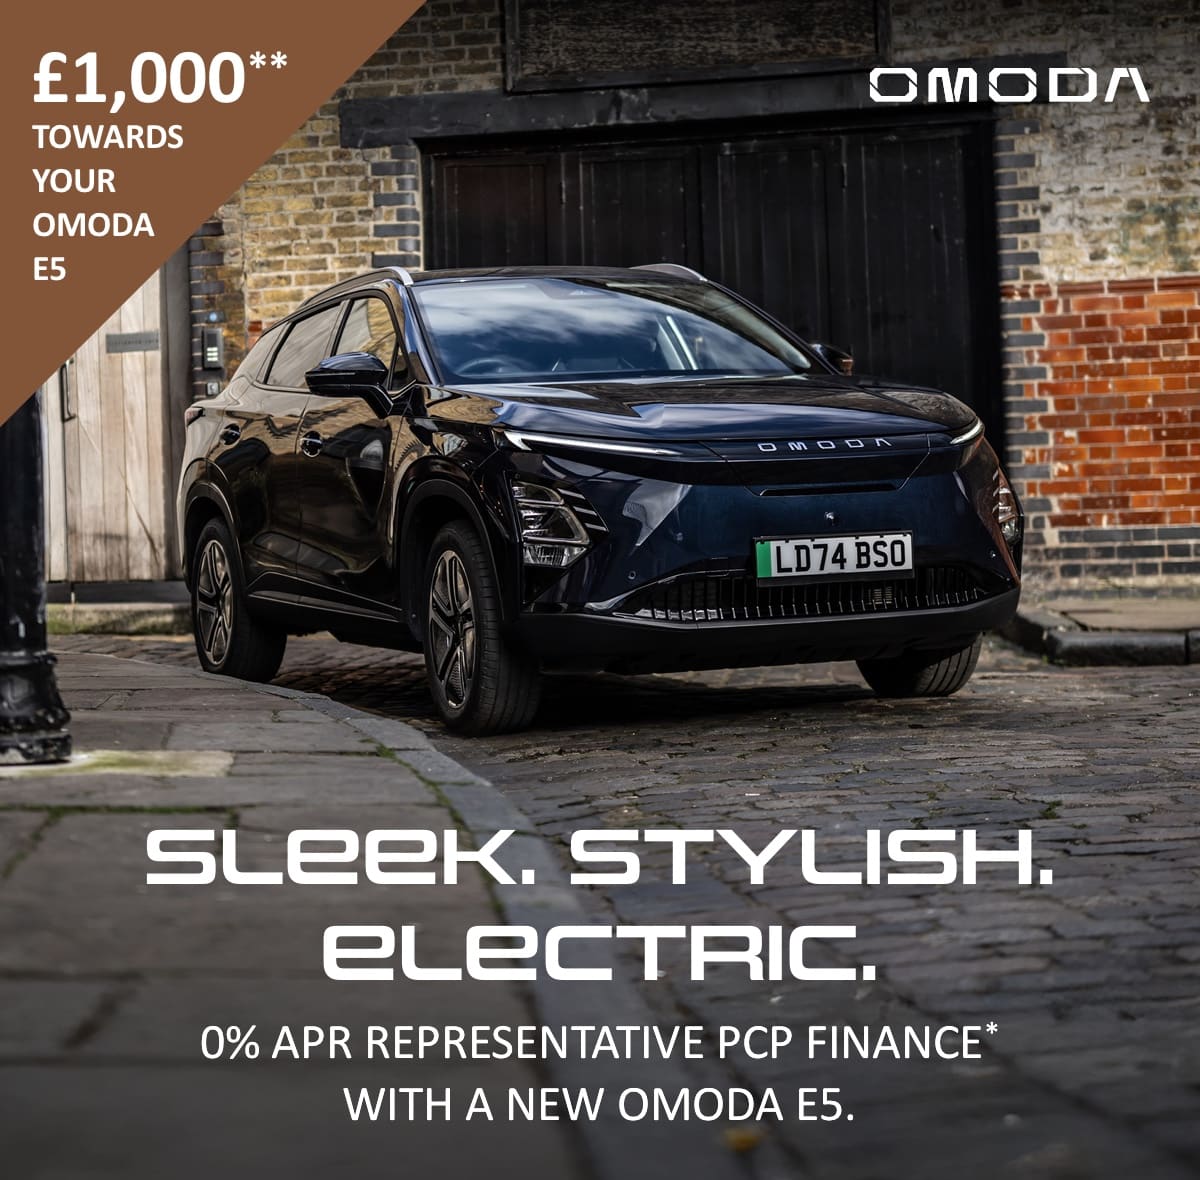 £1,000**
TOWARDS
YOUR
OMODA
E5
OMODA
OMODA
LD74 BSO
SLEEK. STYLISH.
ELECTRIC.
0% APR REPRESENTATIVE PCP FINANCE*
WITH A NEW OMODA E5.